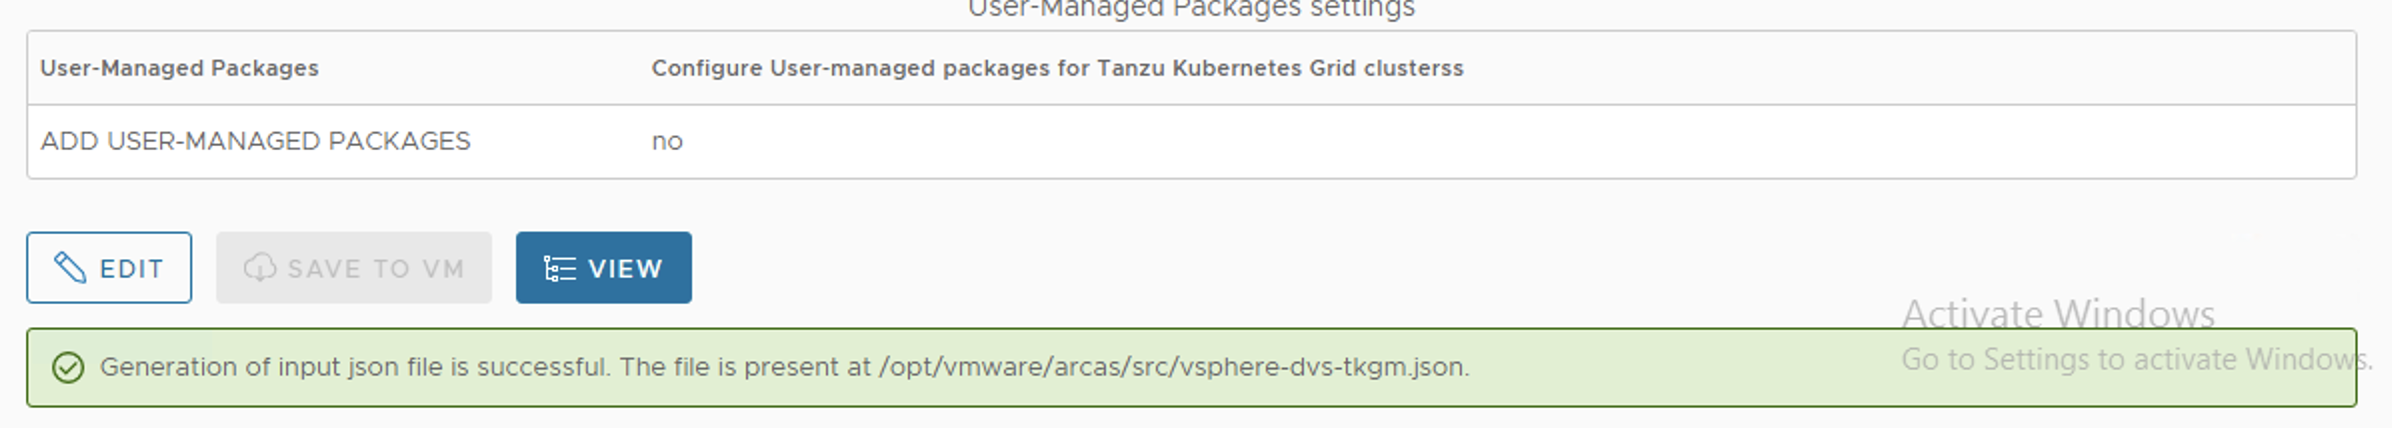 User-Managed Packages settings
User-Managed Packages Configure User-managed packages for Tanzu Kubernetes Grid clusterss
ADD USER-MANAGED PACKAGES no
EDIT SAVE TO VM VIEW
Activate Windows
Generation of input json file is successful. The file is present at /opt/vmware/arcas/src/vsphere-dvs-tkgm.json.
Go to Settings to activate Windows.